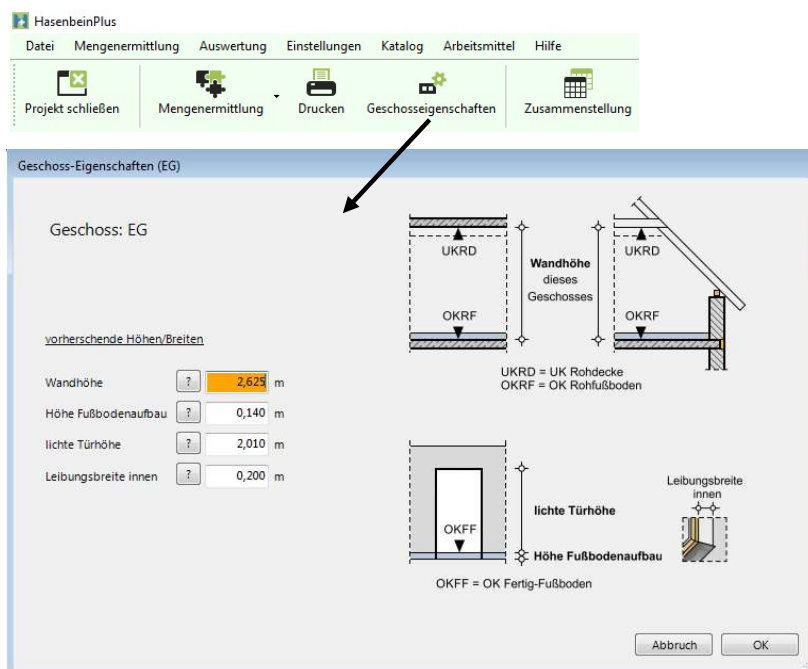 HasenbeinPlus
Datei Mengenermittlung Auswertung Einstellungen Katalog Arbeitsmittel Hilfe
Projekt schließen Mengenermittlung Drucken Geschosseigenschaften Zusammenstellung
Geschoss-Eigenschaften (EG)
Geschoss: EG
vorherschende Höhen/Breiten
Wandhöhe ? 2,625 m
Höhe Fußbodenaufbau ? 0,140 m
lichte Türhöhe ? 2,010 m
Leibungsbreite innen ? 0,200 m
UKRD
Wandhöhe
dieses
Geschosses
UKRD
OKRF
OKRF
UKRD = UK Rohdecke
OKRF = OK Rohfußboden
lichte Türhöhe
OKFF
Höhe Fußbodenaufbau
Leibungsbreite
innen
OKFF = OK Fertig-Fußboden
Abbruch OK